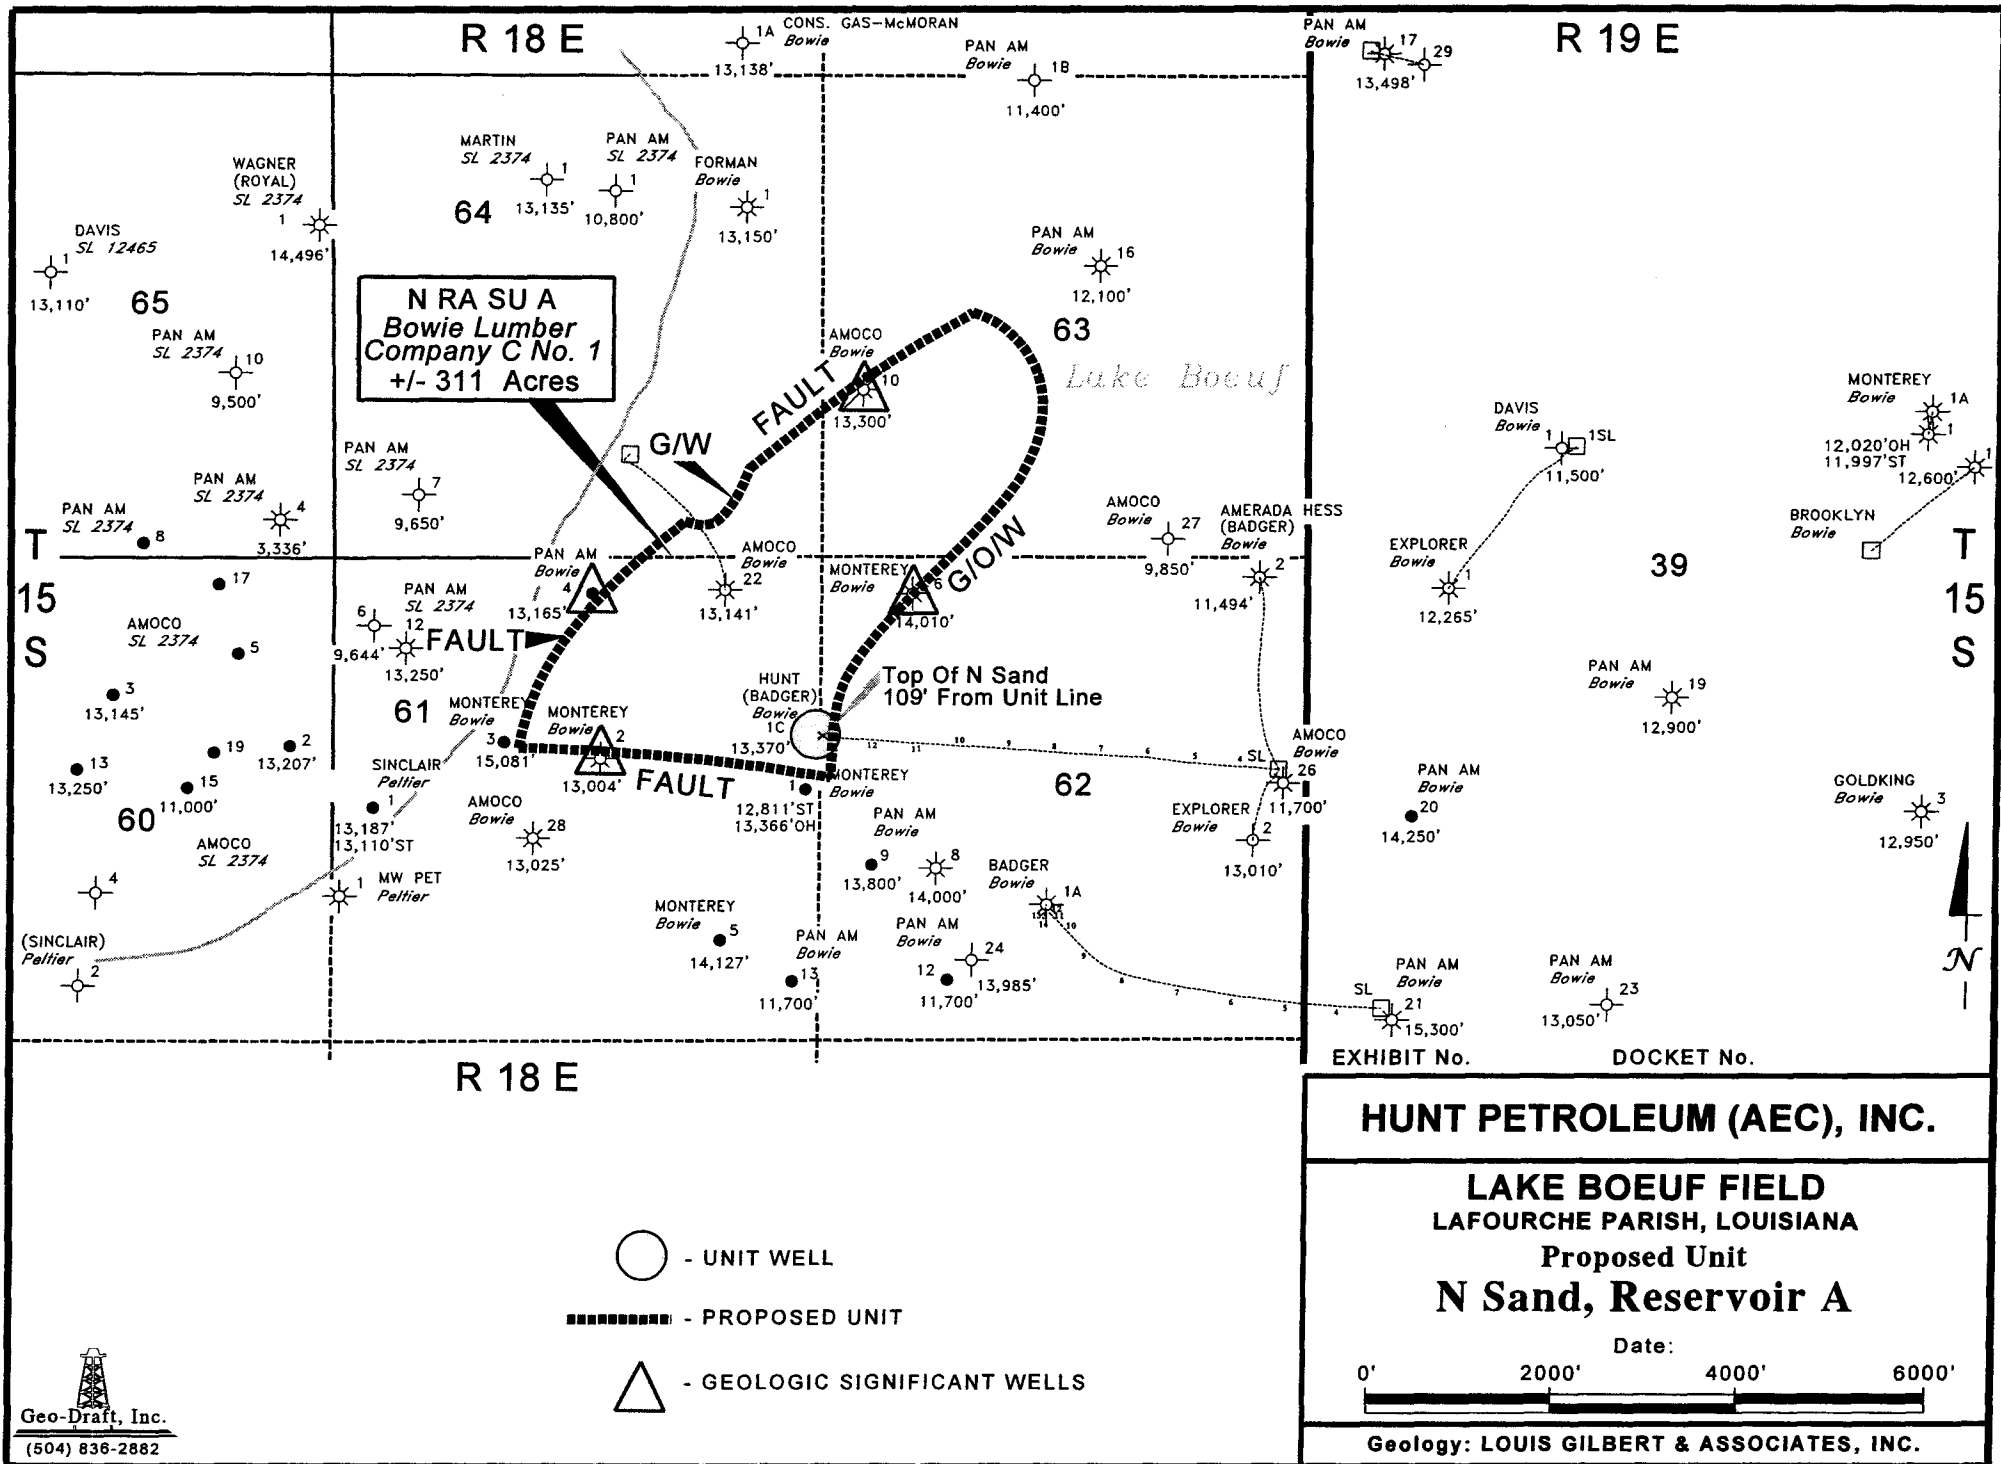 R 18 E
R 19 E
1A
CONS. GAS-McMORAN
Bowie
13,138'
PAN AM
Bowie
1B
11,400'
PAN AM
Bowie
17
29
13,498'
MARTIN
SL 2374
1
13,135'
PAN AM
SL 2374
1
10,800'
FORMAN
Bowie
1
13,150'
WAGNER
(ROYAL)
SL 2374
1
14,496'
64
DAVIS
SL 12465
1
13,110'
65
PAN AM
Bowie
16
12,100'
63
N RA SU A
Bowie Lumber
Company C No. 1
+/- 311 Acres
PAN AM
SL 2374
10
9,500'
AMOCO
Bowie
10
13,300'
FAULT
G/W
Lake Boeuf
PAN AM
SL 2374
7
9,650'
PAN AM
SL 2374
4
3,336'
PAN AM
SL 2374
8
DAVIS
Bowie
1
1SL
11,500'
MONTEREY
Bowie
1A
1
12,020'OH
11,997'ST
1
12,600'
BROOKLYN
Bowie
AMOCO
Bowie
27
9,850'
AMERADA HESS
(BADGER)
Bowie
2
11,494'
EXPLORER
Bowie
1
12,265'
39
T
15
S
T
15
S
17
PAN AM
Bowie
4
13,165'
AMOCO
Bowie
22
13,141'
MONTEREY
Bowie
6
14,010'
G/O/W
PAN AM
SL 2374
6
12
9,644'
13,250'
FAULT
AMOCO
SL 2374
5
3
13,145'
61
MONTEREY
Bowie
3
15,081'
MONTEREY
Bowie
2
13,004'
FAULT
HUNT
(BADGER)
Bowie
1C
13,370'
Top Of N Sand
109' From Unit Line
12
11
10
9
8
7
6
5
4
SL
AMOCO
Bowie
26
11,700'
PAN AM
Bowie
19
12,900'
19
2
13,207'
13
13,250'
15
11,000'
60
SINCLAIR
Peltier
1
13,187'
13,110'ST
AMOCO
Bowie
28
13,025'
MONTEREY
Bowie
1
12,811'ST
13,366'OH
62
EXPLORER
Bowie
2
13,010'
PAN AM
Bowie
20
14,250'
GOLDKING
Bowie
3
12,950'
AMOCO
SL 2374
4
1
MW PET
Peltier
PAN AM
Bowie
9
13,800'
8
14,000'
BADGER
Bowie
1A
14
10
9
8
7
6
5
4
(SINCLAIR)
Peltier
2
MONTEREY
Bowie
5
14,127'
PAN AM
Bowie
13
11,700'
PAN AM
Bowie
24
13,985'
12
11,700'
SL
PAN AM
Bowie
21
15,300'
PAN AM
Bowie
23
13,050'
N
R 18 E
EXHIBIT No.
DOCKET No.
HUNT PETROLEUM (AEC), INC.
LAKE BOEUF FIELD
LAFOURCHE PARISH, LOUISIANA
Proposed Unit
N Sand, Reservoir A
Date:
0' 2000' 4000' 6000'
Geology: LOUIS GILBERT & ASSOCIATES, INC.
- UNIT WELL
- PROPOSED UNIT
- GEOLOGIC SIGNIFICANT WELLS
Geo-Draft, Inc.
(504) 836-2882